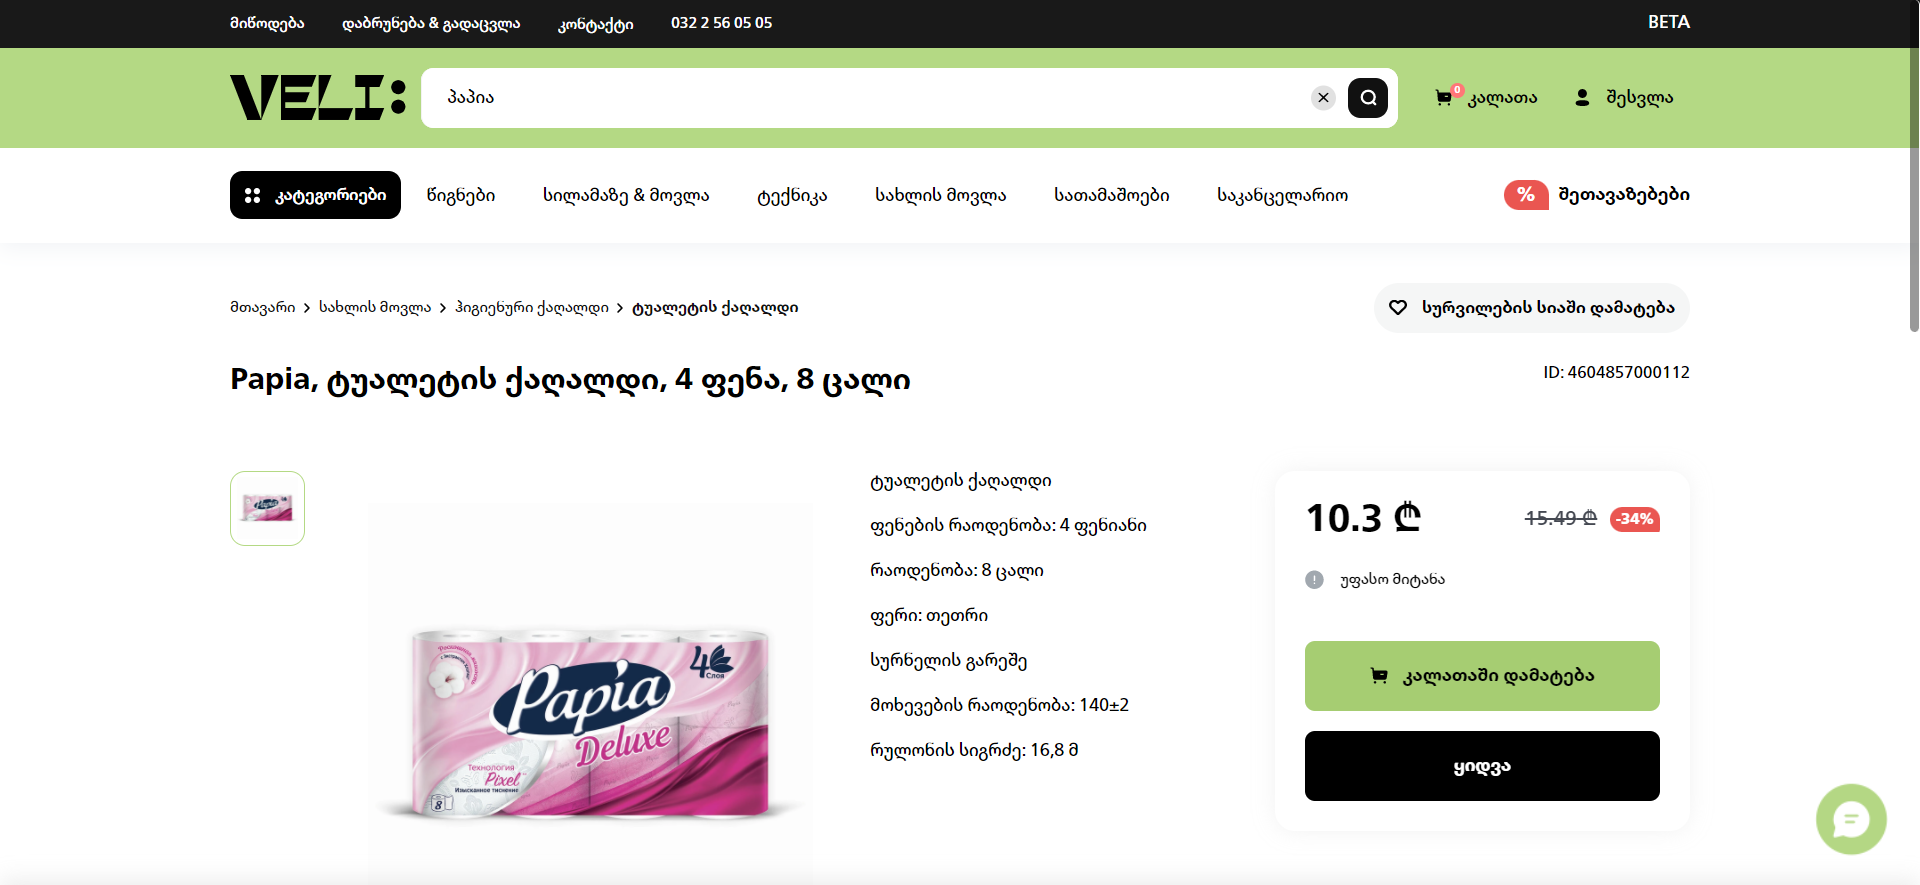 მიწოდება დაბრუნება & გადაცვლა კონტაქტი 032 2 56 05 05 BETA
VELI:
პაპია
0 კალათა შესვლა
კატეგორიები წიგნები სილამაზე & მოვლა ტექნიკა სახლის მოვლა სათამაშოები საკანცელარიო % შეთავაზებები
მთავარი > სახლის მოვლა > ჰიგიენური ქაღალდი > ტუალეტის ქაღალდი
სურვილების სიაში დამატება
Papia, ტუალეტის ქაღალდი, 4 ფენა, 8 ცალი
ID: 4604857000112
ტუალეტის ქაღალდი
ფენების რაოდენობა: 4 ფენიანი
რაოდენობა: 8 ცალი
ფერი: თეთრი
სურნელის გარეშე
მოხევების რაოდენობა: 140±2
რულონის სიგრძე: 16,8 მ
10.3 ₾ 15.49 ₾ -34%
უფასო მიტანა
კალათაში დამატება
ყიდვა
4
Слоя
Papia
Deluxe
Технология
Pixel
Изысканное тиснение
8